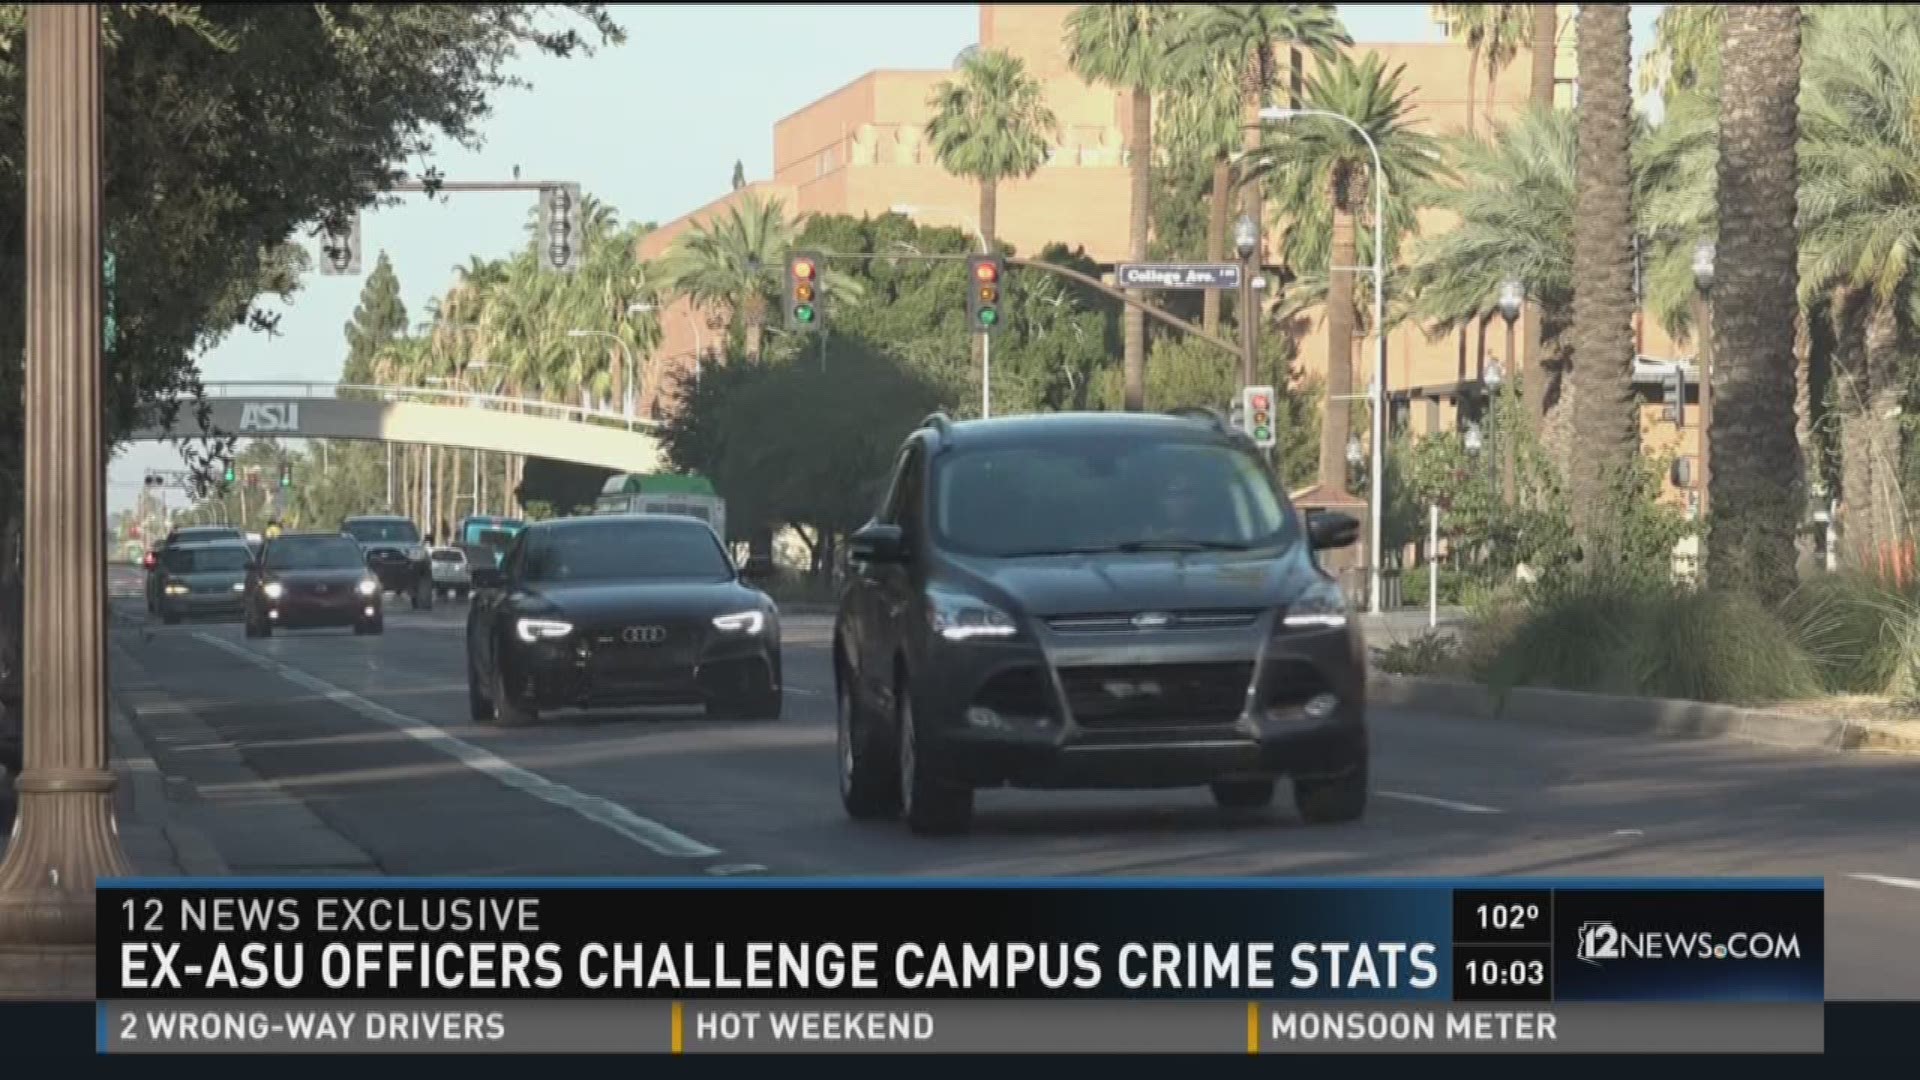 College Ave.
ASU
12 NEWS EXCLUSIVE
EX-ASU OFFICERS CHALLENGE CAMPUS CRIME STATS
102°
10:03
12NEWS.COM
2 WRONG-WAY DRIVERS
HOT WEEKEND
MONSOON METER